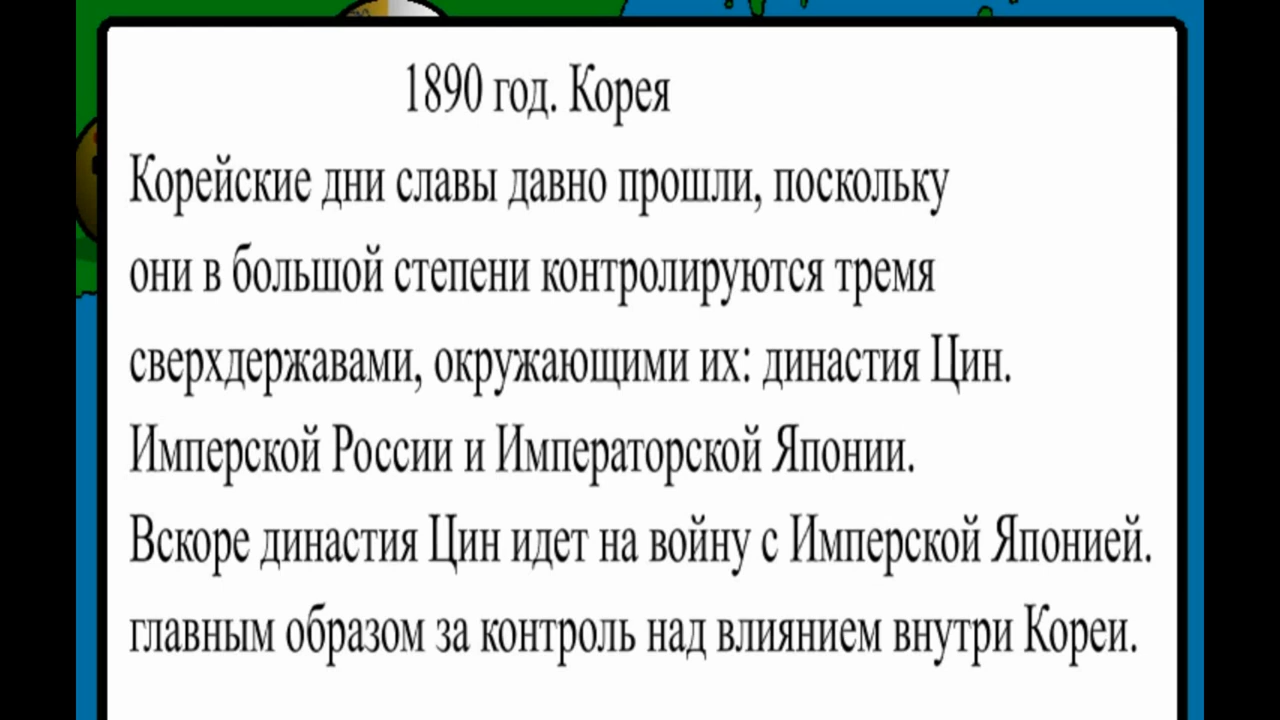 1890 год. Корея
Корейские дни славы давно прошли, поскольку
они в большой степени контролируются тремя
сверхдержавами, окружающими их: династия Цин.
Имперской России и Императорской Японии.
Вскоре династия Цин идет на войну с Имперской Японией.
главным образом за контроль над влиянием внутри Кореи.